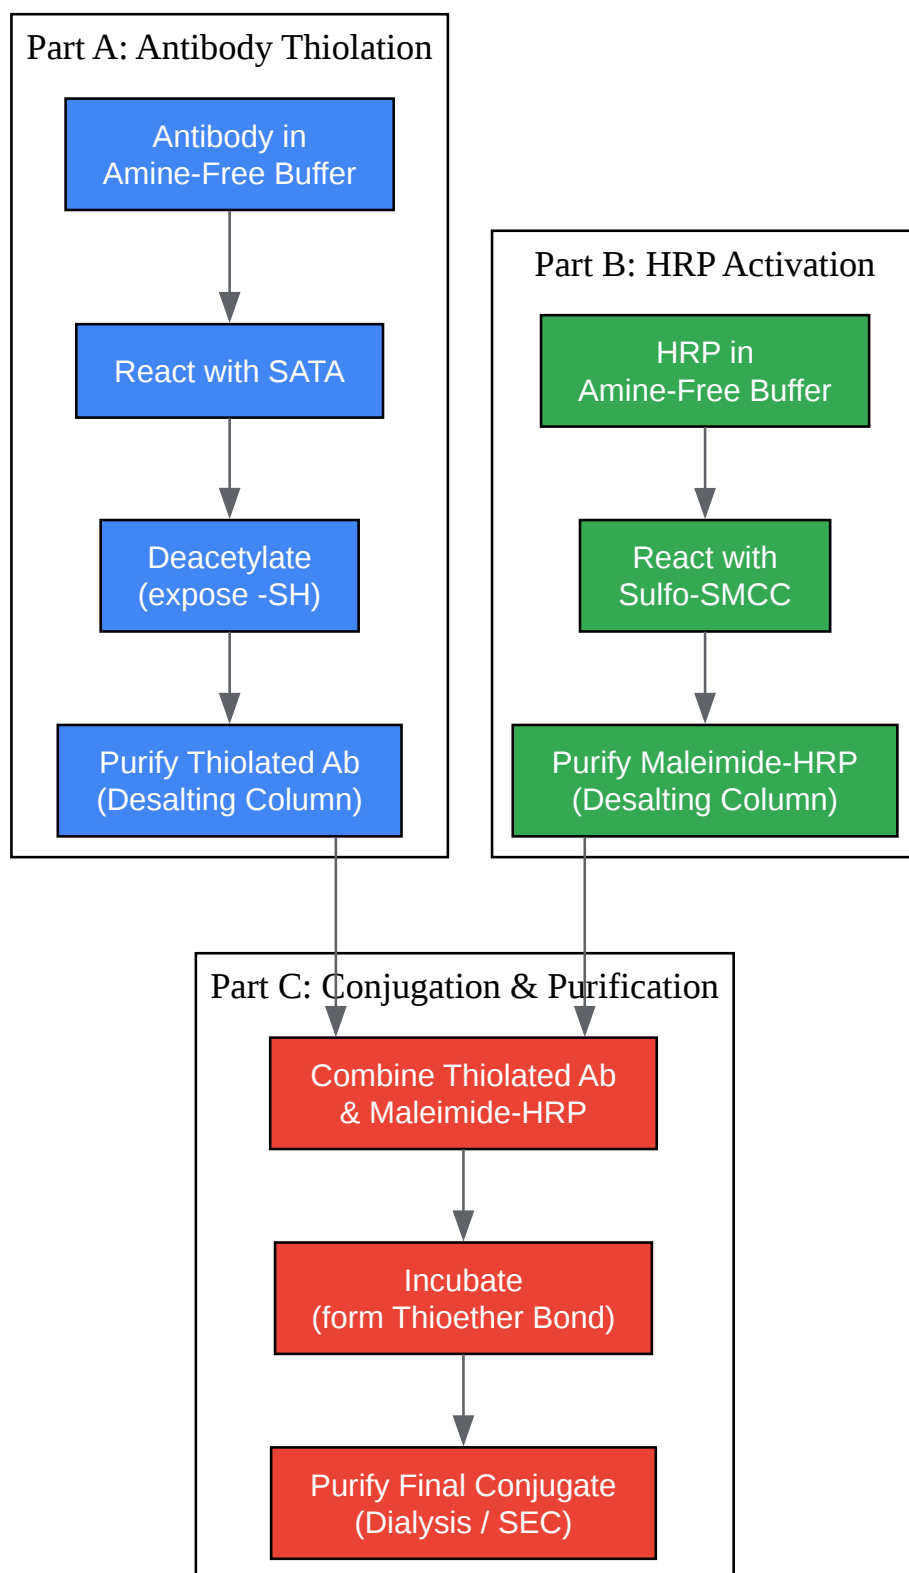 Part A: Antibody Thiolation
Antibody in
Amine-Free Buffer
React with SATA
Deacetylate
(expose -SH)
Purify Thiolated Ab
(Desalting Column)
Part B: HRP Activation
HRP in
Amine-Free Buffer
React with
Sulfo-SMCC
Purify Maleimide-HRP
(Desalting Column)
Part C: Conjugation & Purification
Combine Thiolated Ab
& Maleimide-HRP
Incubate
(form Thioether Bond)
Purify Final Conjugate
(Dialysis / SEC)